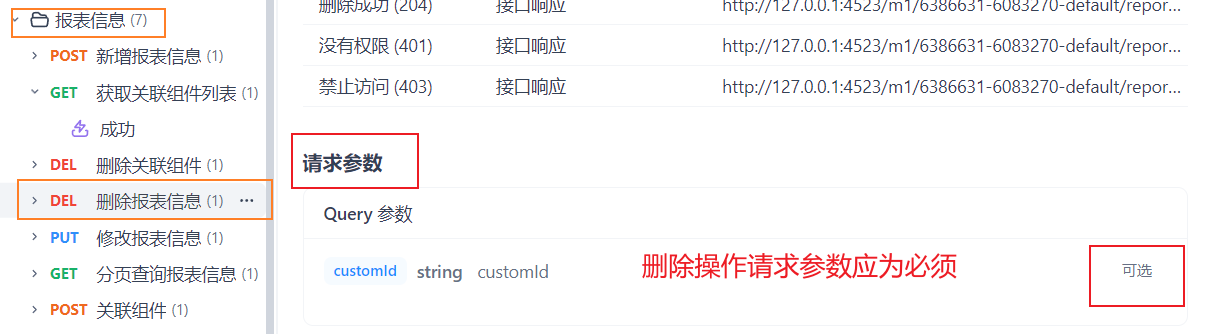 报表信息 (7)
POST 新增报表信息 (1)
GET 获取关联组件列表 (1)
成功
DEL 删除关联组件 (1)
DEL 删除报表信息 (1) ...
PUT 修改报表信息 (1)
GET 分页查询报表信息 (1)
POST 关联组件 (1)
删除成功 (204) 接口响应 http://127.0.0.1:4523/m1/6386631-6083270-default/repor...
没有权限 (401) 接口响应 http://127.0.0.1:4523/m1/6386631-6083270-default/repor...
禁止访问 (403) 接口响应 http://127.0.0.1:4523/m1/6386631-6083270-default/repor...
请求参数
Query 参数
customId string customId 删除操作请求参数应为必须 可选